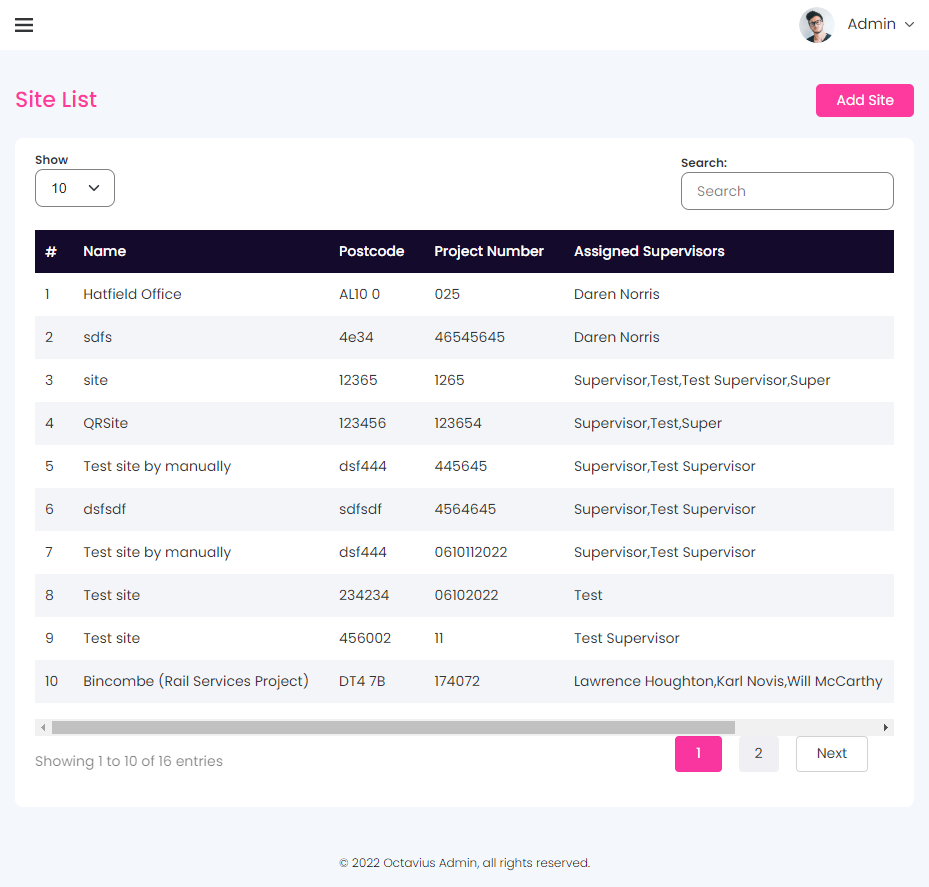 Admin
Site List
Add Site
Show
Search:
10
Search
# Name Postcode Project Number Assigned Supervisors
1 Hatfield Office AL10 0 025 Daren Norris
2 sdfs 4e34 46545645 Daren Norris
3 site 12365 1265 Supervisor,Test,Test Supervisor,Super
4 QRSite 123456 123654 Supervisor,Test,Super
5 Test site by manually dsf444 445645 Supervisor,Test Supervisor
6 dsfsdf sdfsdf 4564645 Supervisor,Test Supervisor
7 Test site by manually dsf444 0610112022 Supervisor,Test Supervisor
8 Test site 234234 06102022 Test
9 Test site 456002 11 Test Supervisor
10 Bincombe (Rail Services Project) DT4 7B 174072 Lawrence Houghton,Karl Novis,Will McCarthy
Showing 1 to 10 of 16 entries
1 2 Next
© 2022 Octavius Admin, all rights reserved.